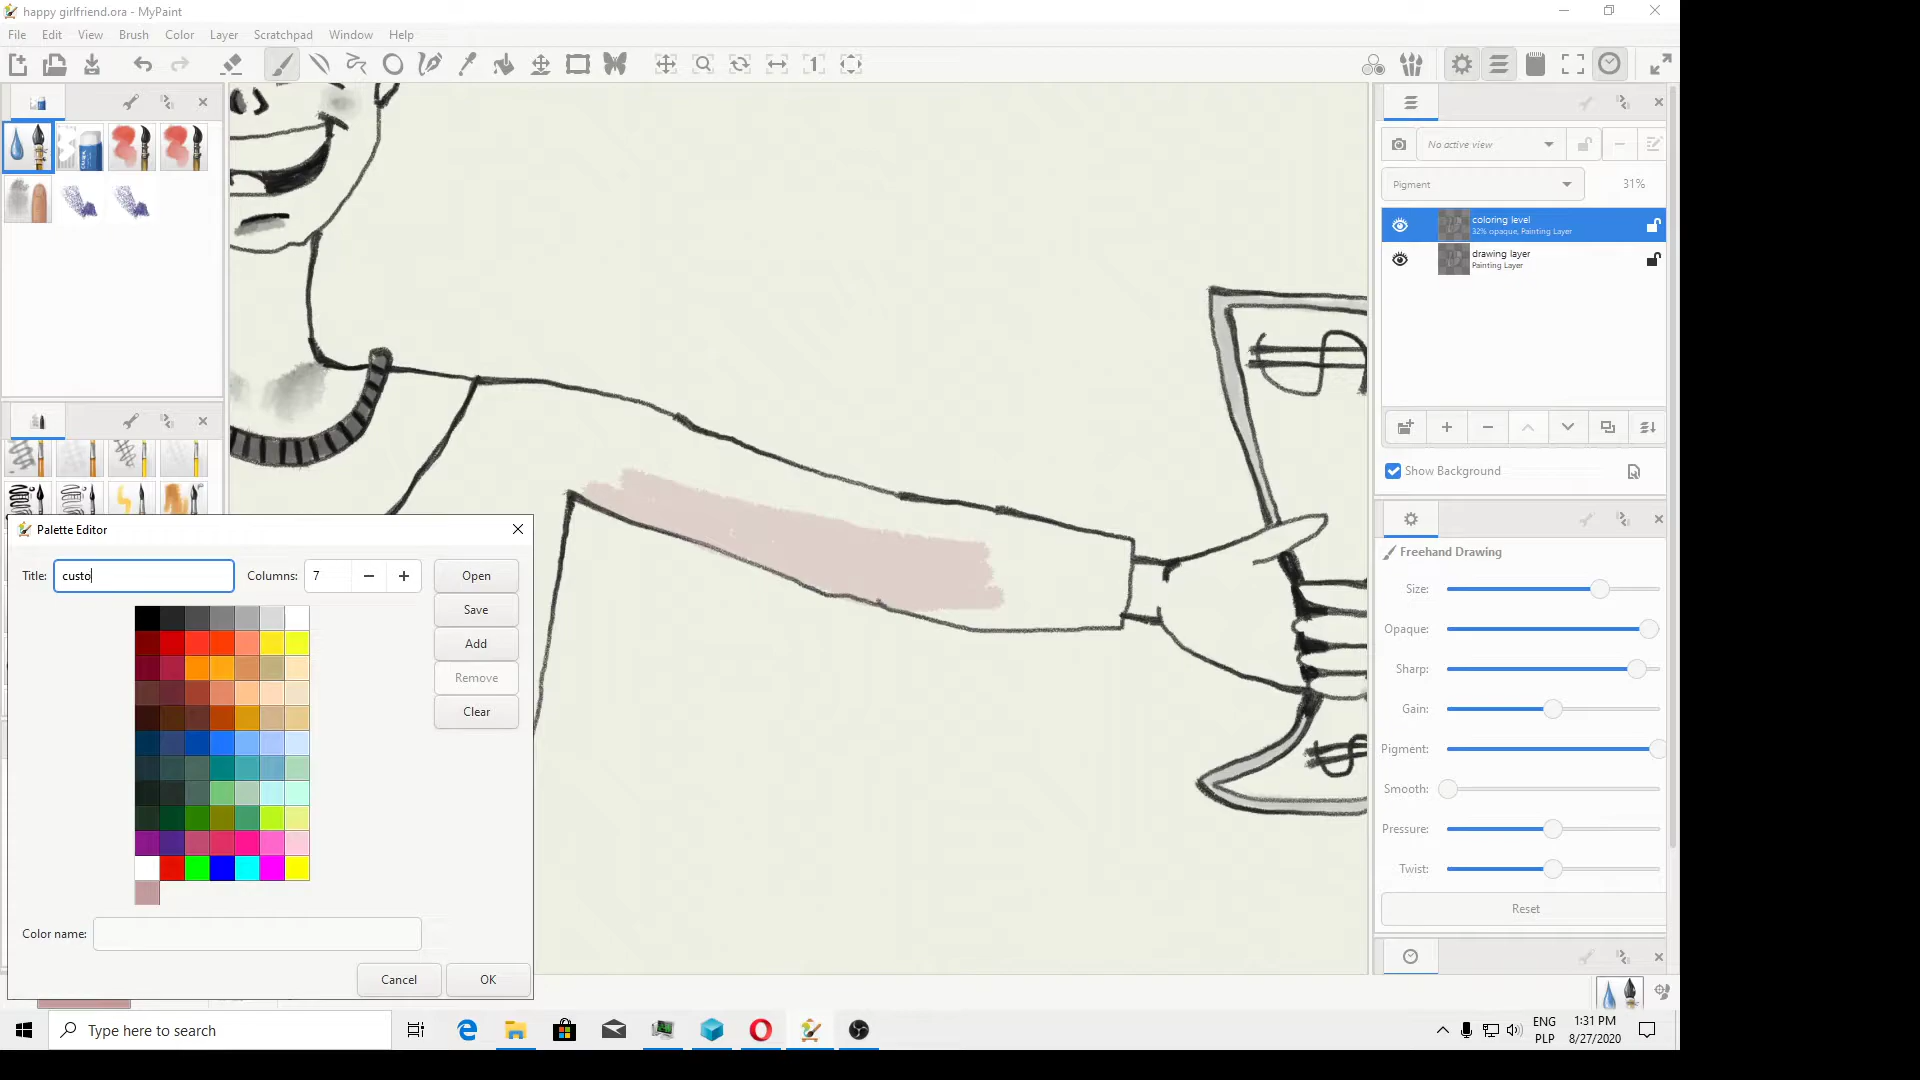 happy girlfriend.ora - MyPaint
File Edit View Brush Color Layer Scratchpad Window Help
No active view
Pigment 31%
coloring level
32% opaque, Painting Layer
drawing layer
Painting Layer
Show Background
Freehand Drawing
Size:
Opaque:
Sharp:
Gain:
Pigment:
Smooth:
Pressure:
Twist:
Reset
Palette Editor
Title: custo Columns: 7 Open
Save
Add
Remove
Clear
Color name:
Cancel OK
$
$
Type here to search
ENG 1:31 PM
PLP 8/27/2020